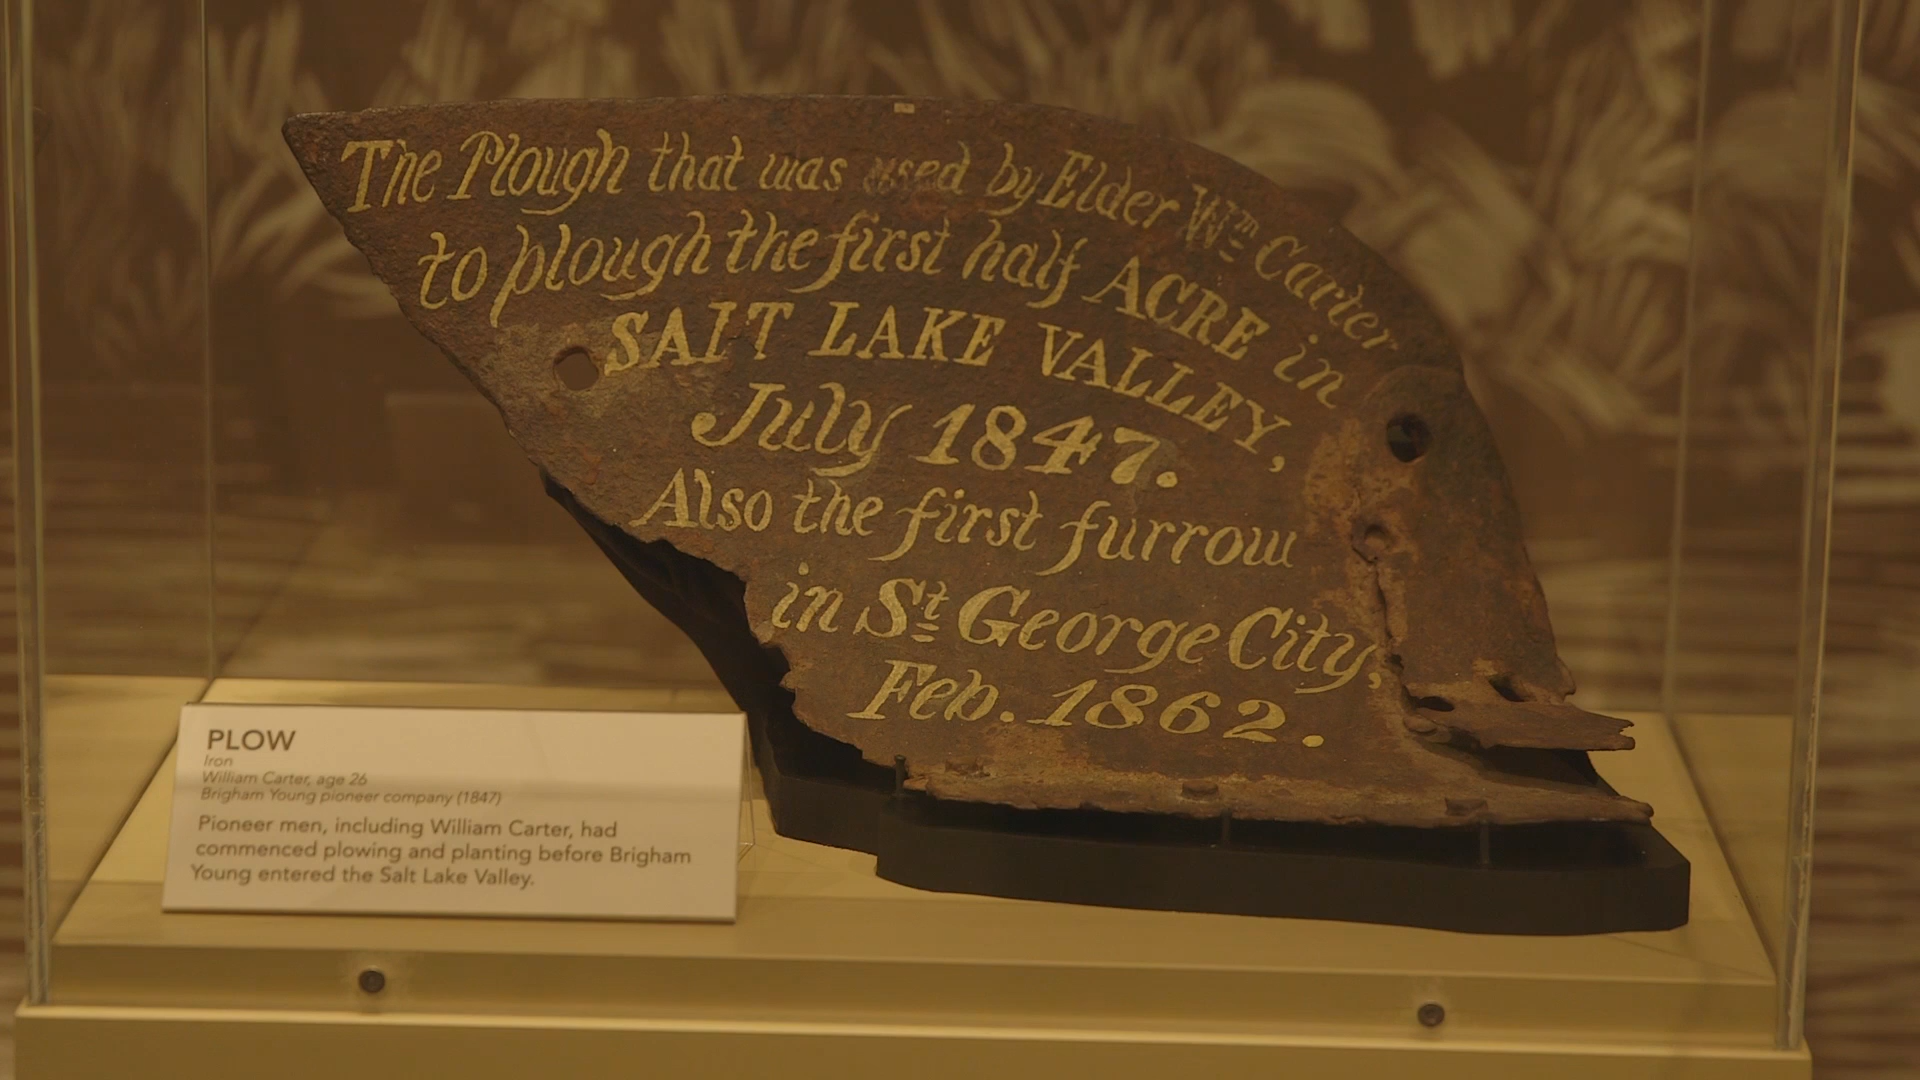 The Plough that was used by Elder Wm Carter
to plough the first half ACRE in
SALT LAKE VALLEY,
July 1847.
Also the first furrow
in St George City,
Feb. 1862.
PLOW
Iron
William Carter, age 26
Brigham Young pioneer company (1847)
Pioneer men, including William Carter, had
commenced plowing and planting before Brigham
Young entered the Salt Lake Valley.